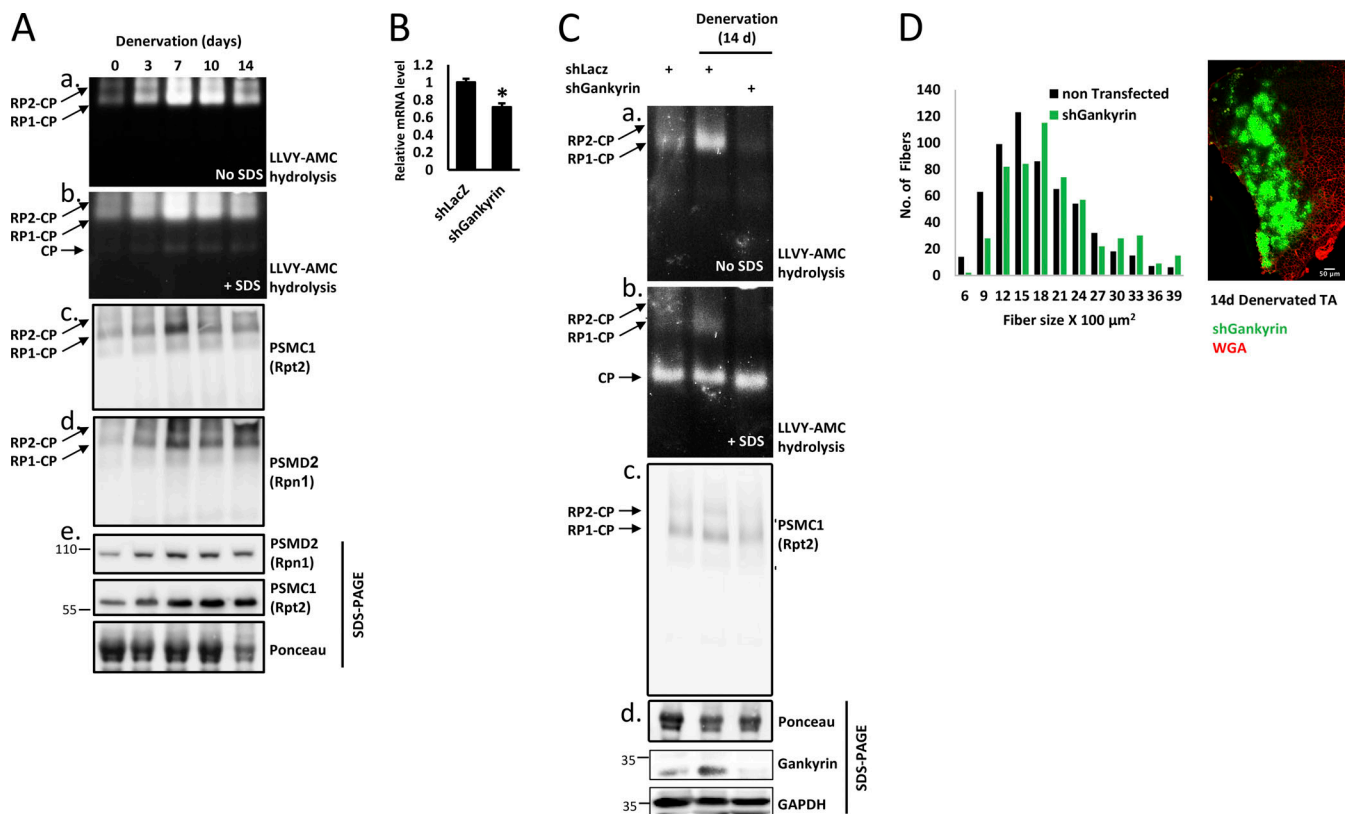 A
Denervation (days)
0 3 7 10 14
a.
RP2-CP
RP1-CP
No SDS
LLVY-AMC
hydrolysis
b.
RP2-CP
RP1-CP
CP
+ SDS
LLVY-AMC
hydrolysis
c.
RP2-CP
RP1-CP
PSMC1
(Rpt2)
d.
RP2-CP
RP1-CP
PSMD2
(Rpn1)
e.
110
PSMD2
(Rpn1)
55
PSMC1
(Rpt2)
Ponceau
SDS-PAGE
B
Relative mRNA level
1.2
1
0.8
0.6
0.4
0.2
0
*
shLacZ
shGankyrin
C
Denervation
(14 d)
shLacz + +
shGankyrin +
a.
RP2-CP
RP1-CP
No SDS
LLVY-AMC
hydrolysis
b.
RP2-CP
RP1-CP
CP
+ SDS
LLVY-AMC
hydrolysis
c.
RP2-CP
RP1-CP
PSMC1
(Rpt2)
d.
Ponceau
35
Gankyrin
35
GAPDH
SDS-PAGE
D
No. of Fibers
140
120
100
80
60
40
20
0
non Transfected
shGankyrin
6 9 12 15 18 21 24 27 30 33 36 39
Fiber size X 100 µm²
50 µm
14d Denervated TA
shGankyrin
WGA